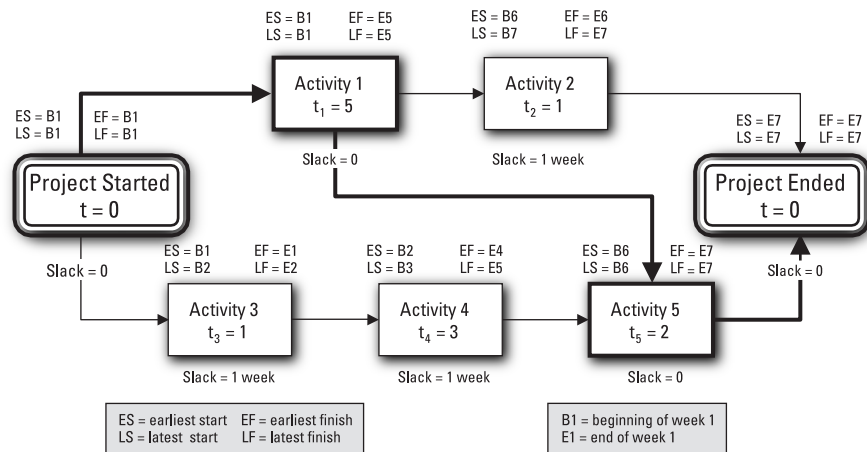 ES = B1 EF = E5
LS = B1 LF = E5
ES = B6 EF = E6
LS = B7 LF = E7
Activity 1
t1 = 5
Activity 2
t2 = 1
ES = B1 EF = B1
LS = B1 LF = B1
ES = E7 EF = E7
LS = E7 LF = E7
Slack = 0
Slack = 1 week
Project Started
t = 0
Project Ended
t = 0
Slack = 0
ES = B1 EF = E1
LS = B2 LF = E2
ES = B2 EF = E4
LS = B3 LF = E5
ES = B6 EF = E7
LS = B6 LF = E7
Slack = 0
Activity 3
t3 = 1
Activity 4
t4 = 3
Activity 5
t5 = 2
Slack = 1 week
Slack = 1 week
Slack = 0
ES = earliest start EF = earliest finish
LS = latest start LF = latest finish
B1 = beginning of week 1
E1 = end of week 1